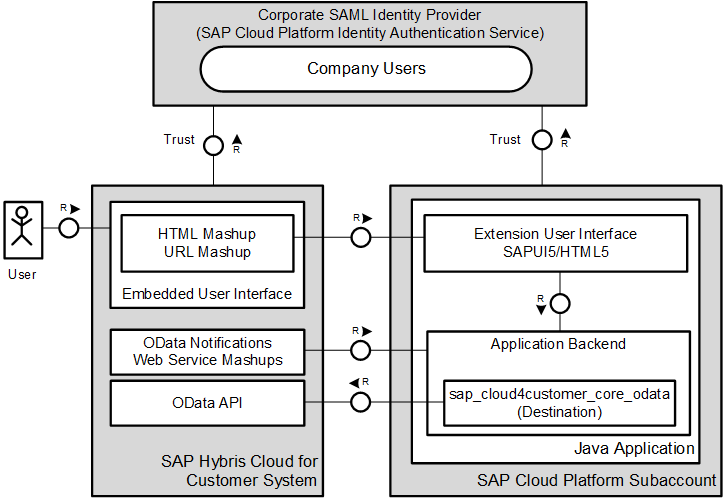 Corporate SAML Identity Provider
(SAP Cloud Platform Identity Authentication Service)
Company Users
Trust
R
Trust
R
R
User
HTML Mashup
URL Mashup
Embedded User Interface
R
Extension User Interface
SAPUI5/HTML5
R
OData Notifications
Web Service Mashups
R
Application Backend
OData API
R
sap_cloud4customer_core_odata
(Destination)
Java Application
SAP Hybris Cloud for
Customer System
SAP Cloud Platform Subaccount